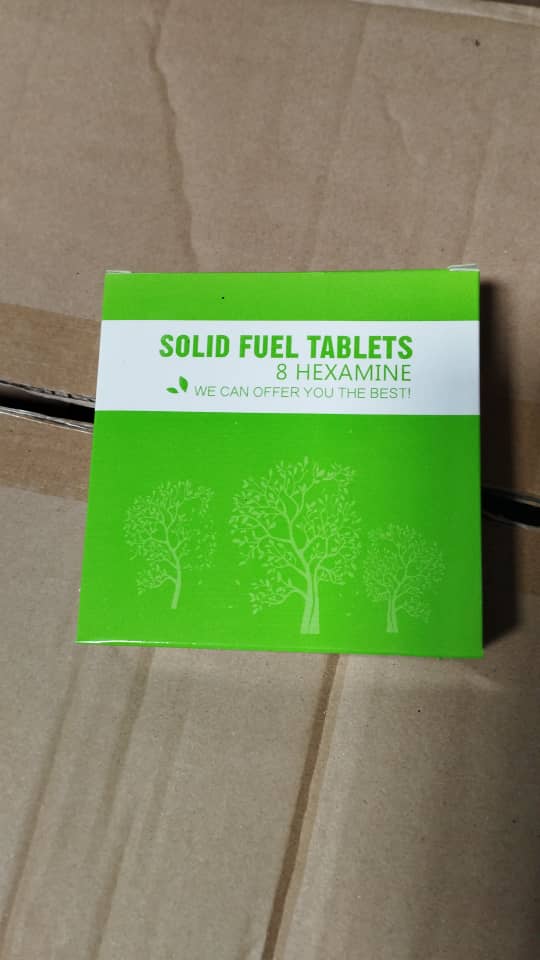 SOLID FUEL TABLETS
8 HEXAMINE
WE CAN OFFER YOU THE BEST!